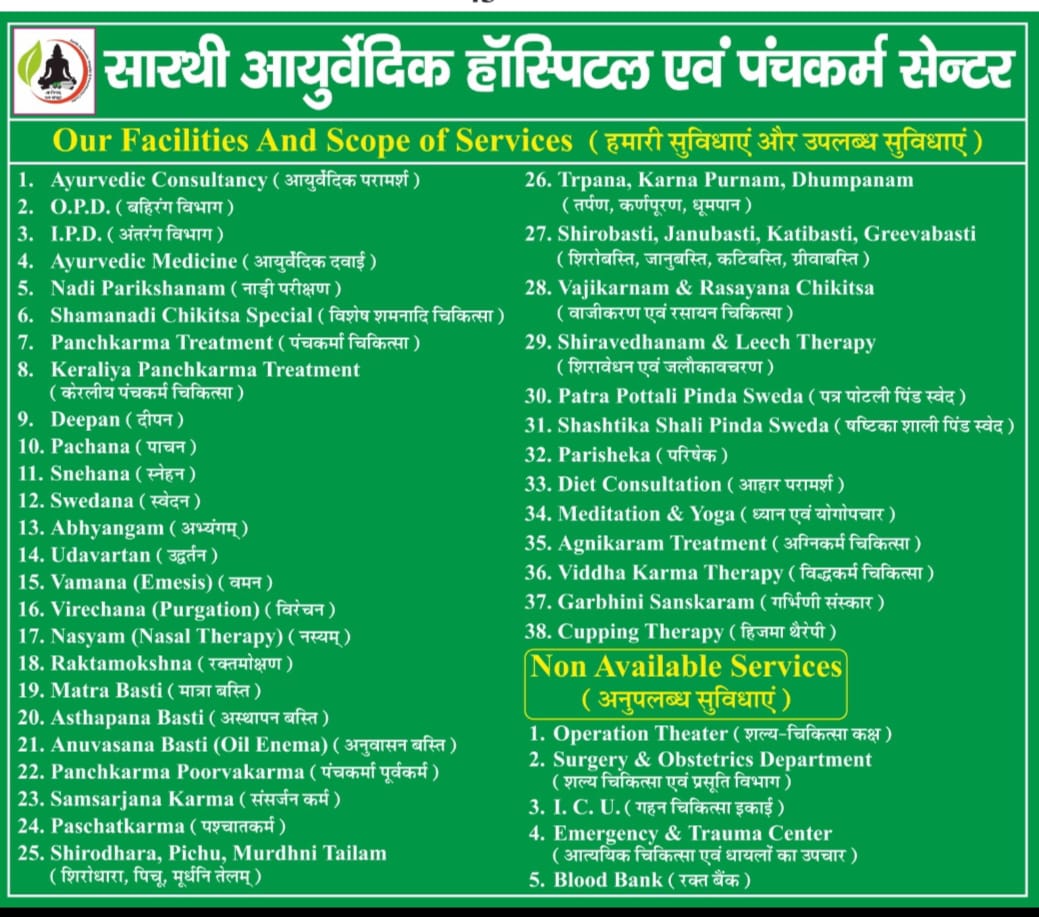 सारथी आयुर्वेदिक हॉस्पिटल एवं पंचकर्म सेन्टर
Our Facilities And Scope of Services ( हमारी सुविधाएं और उपलब्ध सुविधाएं )
1. Ayurvedic Consultancy ( आयुर्वेदिक परामर्श )
2. O.P.D. ( बहिरंग विभाग )
3. I.P.D. ( अंतरंग विभाग )
4. Ayurvedic Medicine ( आयुर्वेदिक दवाई )
5. Nadi Parikshanam ( नाड़ी परीक्षण )
6. Shamanadi Chikitsa Special ( विशेष शमनादि चिकित्सा )
7. Panchkarma Treatment ( पंचकर्मा चिकित्सा )
8. Keraliya Panchkarma Treatment
( केरलीय पंचकर्म चिकित्सा )
9. Deepan ( दीपन )
10. Pachana ( पाचन )
11. Snehana ( स्नेहन )
12. Swedana ( स्वेदन )
13. Abhyangam ( अभ्यंगम् )
14. Udavartan ( उद्वर्तन )
15. Vamana (Emesis) ( वमन )
16. Virechana (Purgation) ( विरेचन )
17. Nasyam (Nasal Therapy) ( नस्यम् )
18. Raktamokshna ( रक्तमोक्षण )
19. Matra Basti ( मात्रा बस्ति )
20. Asthapana Basti ( अस्थापन बस्ति )
21. Anuvasana Basti (Oil Enema) ( अनुवासन बस्ति )
22. Panchkarma Poorvakarma ( पंचकर्मा पूर्वकर्म )
23. Samsarjana Karma ( संसर्जन कर्म )
24. Paschatkarma ( पश्चातकर्म )
25. Shirodhara, Pichu, Murdhni Tailam
( शिरोधारा, पिचू, मूर्धनि तेलम् )
26. Trpana, Karna Purnam, Dhumpanam
( तर्पण, कर्णपूरण, धूमपान )
27. Shirobasti, Janubasti, Katibasti, Greevabasti
( शिरोबस्ति, जानुबस्ति, कटिबस्ति, ग्रीवाबस्ति )
28. Vajikarnam & Rasayana Chikitsa
( वाजीकरण एवं रसायन चिकित्सा )
29. Shiravedhanam & Leech Therapy
( शिरावेधन एवं जलौकावचरण )
30. Patra Pottali Pinda Sweda ( पत्र पोटली पिंड स्वेद )
31. Shashtika Shali Pinda Sweda ( षष्टिका शाली पिंड स्वेद )
32. Parisheka ( परिषेक )
33. Diet Consultation ( आहार परामर्श )
34. Meditation & Yoga ( ध्यान एवं योगोपचार )
35. Agnikaram Treatment ( अग्निकर्म चिकित्सा )
36. Viddha Karma Therapy ( विद्धकर्म चिकित्सा )
37. Garbhini Sanskaram ( गर्भिणी संस्कार )
38. Cupping Therapy ( हिजमा थैरेपी )
Non Available Services
( अनुपलब्ध सुविधाएं )
1. Operation Theater ( शल्य-चिकित्सा कक्ष )
2. Surgery & Obstetrics Department
( शल्य चिकित्सा एवं प्रसूति विभाग )
3. I. C. U. ( गहन चिकित्सा इकाई )
4. Emergency & Trauma Center
( आत्ययिक चिकित्सा एवं धायलों का उपचार )
5. Blood Bank ( रक्त बैंक )